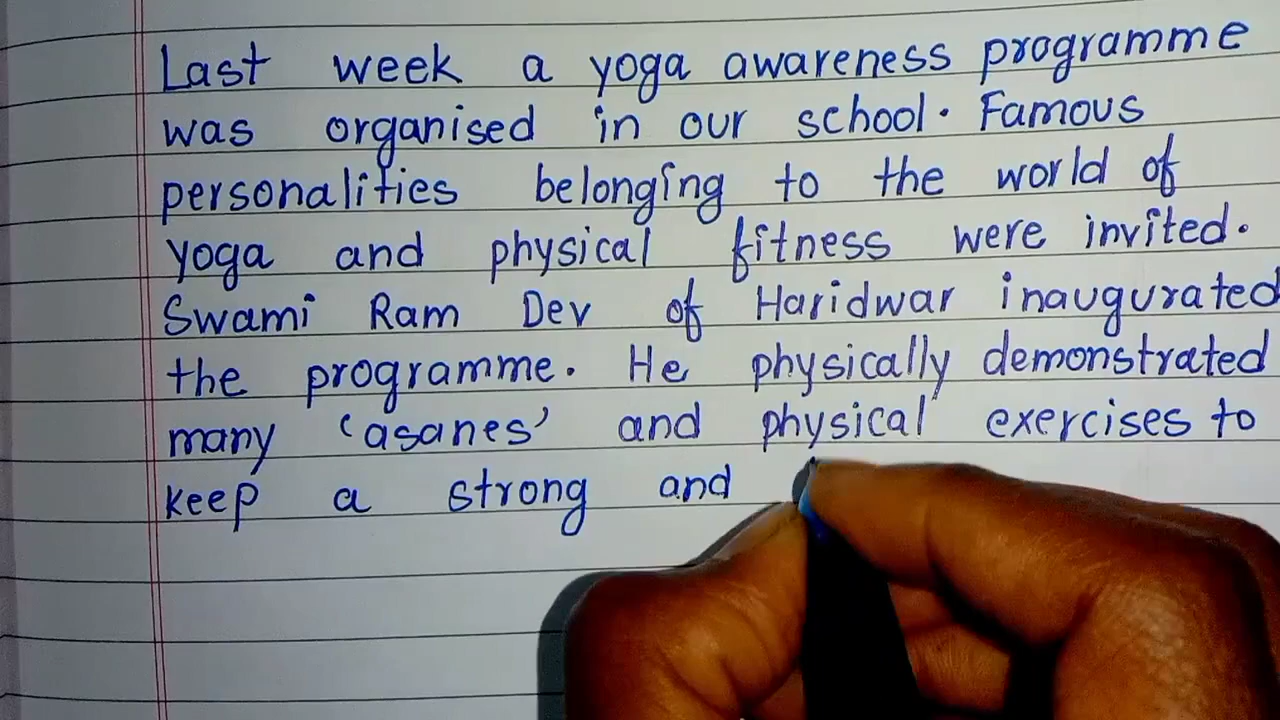 Last week a yoga awareness programme
was organised in our school. Famous
personalities belonging to the world of
yoga and physical fitness were invited.
Swami Ram Dev of Haridwar inaugurated
the programme. He physically demonstrated
many 'asanes' and physical exercises to
keep a strong and